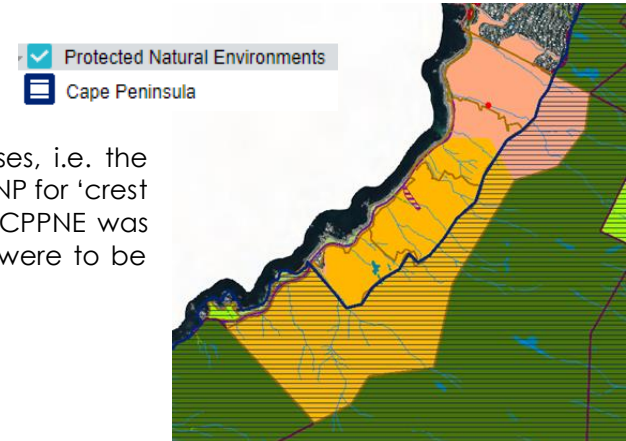 Protected Natural Environments
Cape Peninsula
ses, i.e. the
NP for ‘crest
CPPNE was
were to be